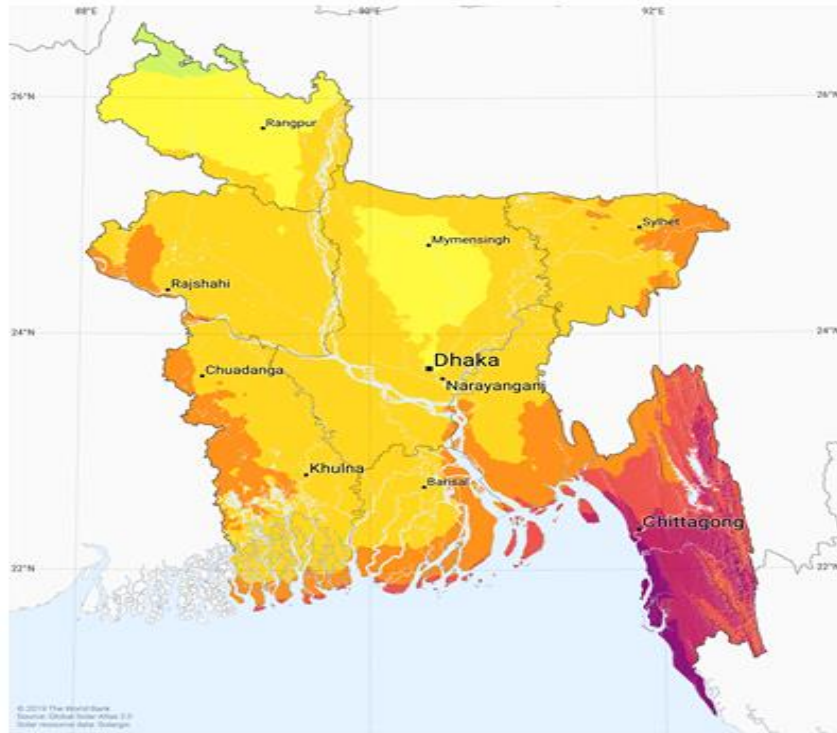 88°E 90°E 92°E
26°N 26°N
Rangpur
Sylhet
Mymensingh
Rajshahi
24°N 24°N
Dhaka
Chuadanga
Narayanganj
Khulna
Barisal
Chittagong
22°N 22°N
© 2019 The World Bank
Source: Global Solar Atlas 2.0
Solar resource data: Solargis